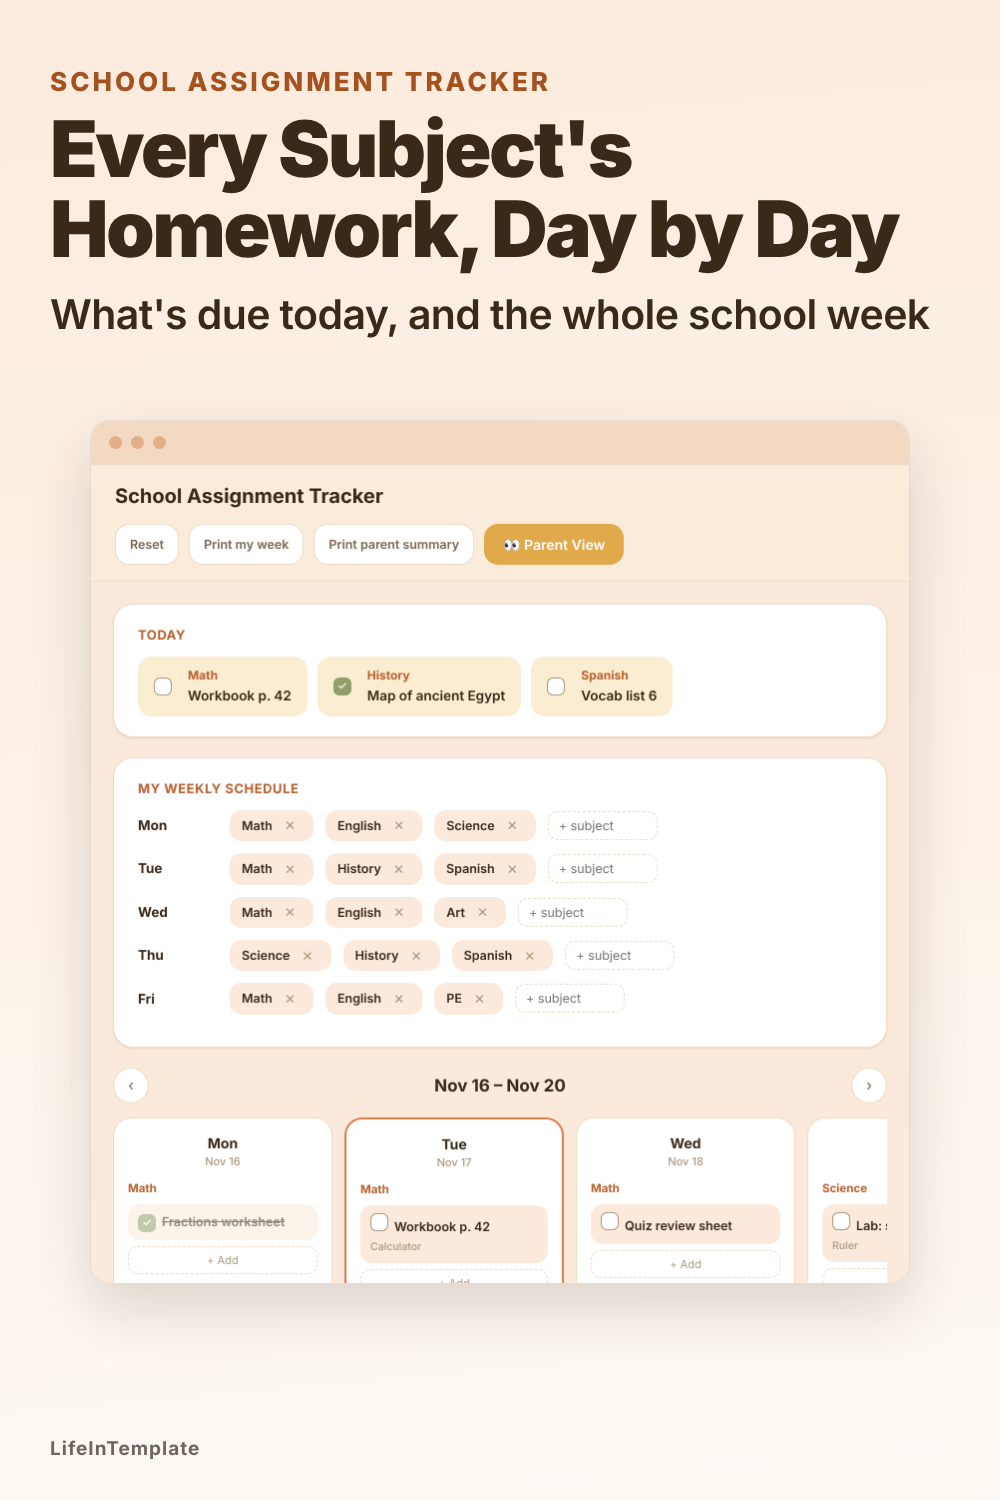 SCHOOL ASSIGNMENT TRACKER
Every Subject's
Homework, Day by Day
What's due today, and the whole school week
School Assignment Tracker
Reset
Print my week
Print parent summary
👀 Parent View
TODAY
Math
Workbook p. 42
History
Map of ancient Egypt
Spanish
Vocab list 6
MY WEEKLY SCHEDULE
Mon Math × English × Science × + subject
Tue Math × History × Spanish × + subject
Wed Math × English × Art × + subject
Thu Science × History × Spanish × + subject
Fri Math × English × PE × + subject
‹ Nov 16 – Nov 20 ›
Mon
Nov 16
Math
Fractions worksheet
+ Add
Tue
Nov 17
Math
Workbook p. 42
Calculator
+ Add
Wed
Nov 18
Math
Quiz review sheet
+ Add
Science
Lab:
Ruler
LifeInTemplate